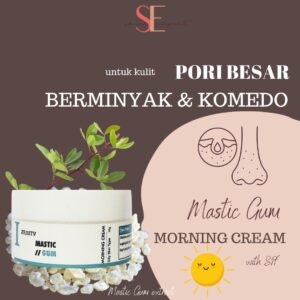 SE
untuk kulit PORI BESAR
BERMINYAK & KOMEDO
Mastic Gum
MORNING CREAM
with SPF
MASTIC
// GUM
MORNING CREAM
Mastic Gum extract